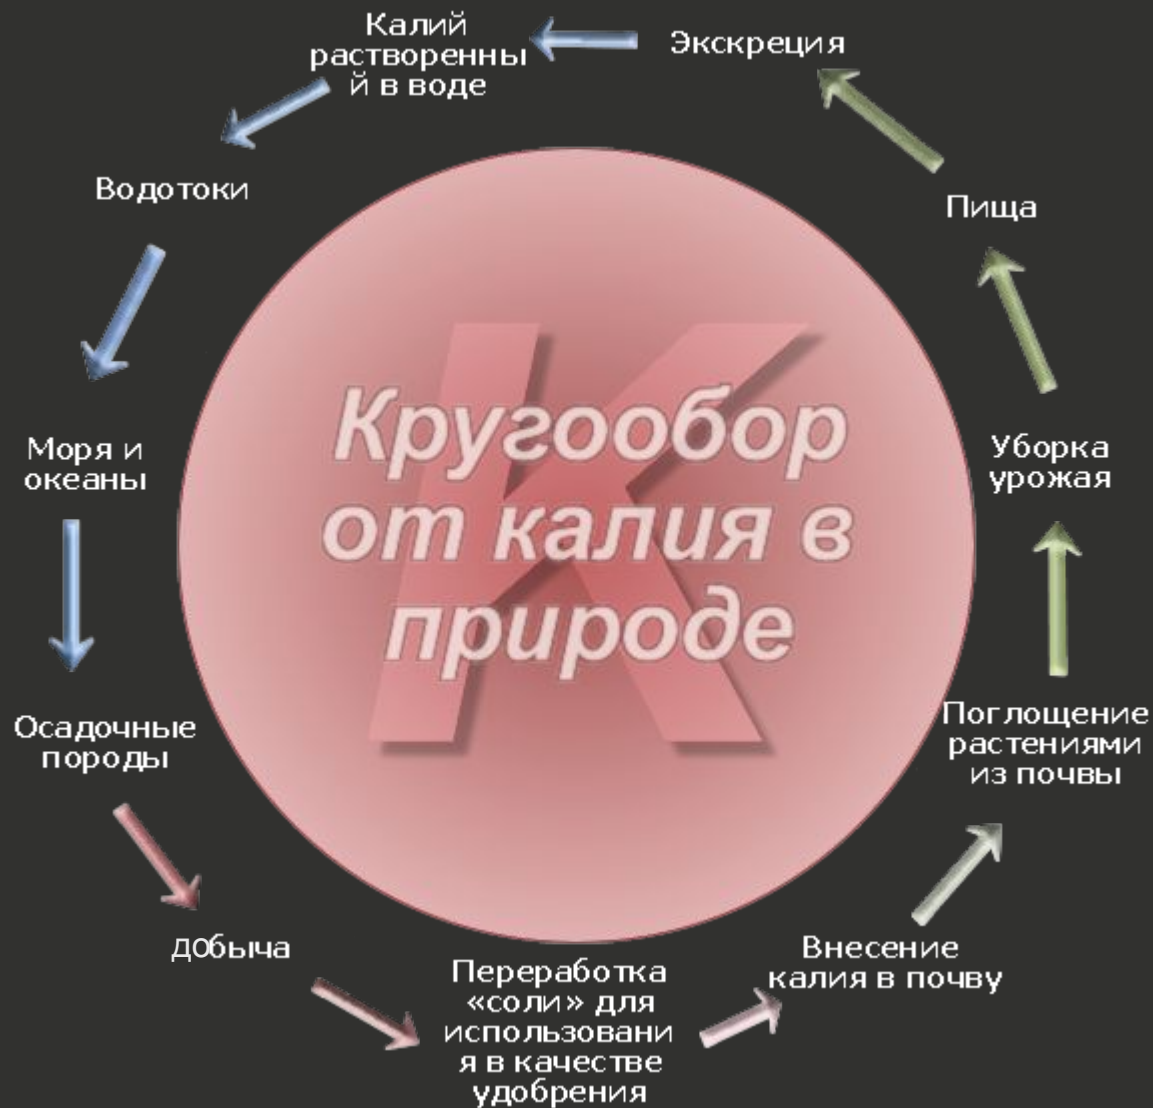 Калий
растворенны
й в воде
Экскреция
Водотоки
Пища
Моря и
океаны
Уборка
урожая
К
Кругообор
от калия в
природе
Осадочные
породы
Поглощение
растениями
из почвы
добыча
Внесение
калия в почву
Переработка
«соли» для
использовани
я в качестве
удобрения